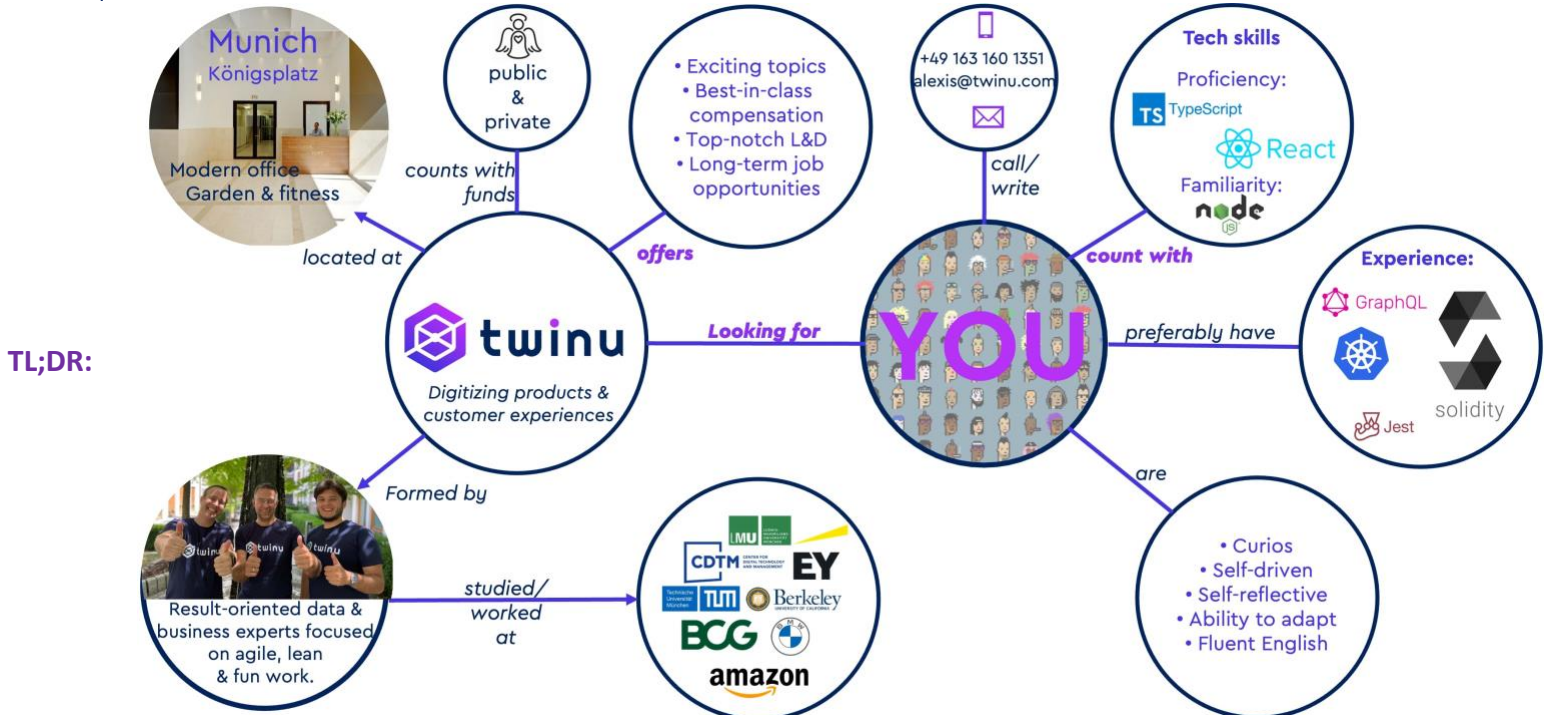 TL;DR:
Munich
Königsplatz
Modern office
Garden & fitness
located at
public
&
private
counts with
funds
• Exciting topics
• Best-in-class
compensation
• Top-notch L&D
• Long-term job
opportunities
offers
twinu
Digitizing products &
customer experiences
Looking for
YOU
+49 163 160 1351
alexis@twinu.com
call/
write
Tech skills
Proficiency:
TS TypeScript
React
Familiarity:
node
JS
count with
Experience:
GraphQL
Jest
solidity
preferably have
are
• Curios
• Self-driven
• Self-reflective
• Ability to adapt
• Fluent English
Formed by
twinu
twinu
twinu
Result-oriented data &
business experts focused
on agile, lean
& fun work.
studied/
worked
at
LMU
CDTM CENTER FOR
DIGITAL TECHNOLOGY
AND MANAGEMENT
EY
Technische
Universität
München
TUM
Berkeley
UNIVERSITY OF CALIFORNIA
BCG
BMW
amazon